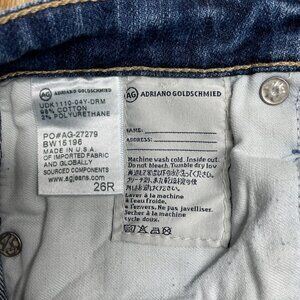 AG ADRIANO GOLDSCHMIED
UDK1110-04Y-DRM
98% COTTON
2% POLYURETHANE
PO#AG-27279
BW15196
MADE IN U.S.A.
OF IMPORTED FABRIC
AND GLOBALLY
SOURCED COMPONENTS
www.agjeans.com
26R
AG ADRIANO GOLDSCHMIED
NAME:
ADDRESS:
Machine wash cold. Inside out.
Do not bleach. Tumble dry low
Laver à la machine
à l'eau froide,
à l'envers. Ne pas javelliser.
Sécher à la machine
cycle doux.